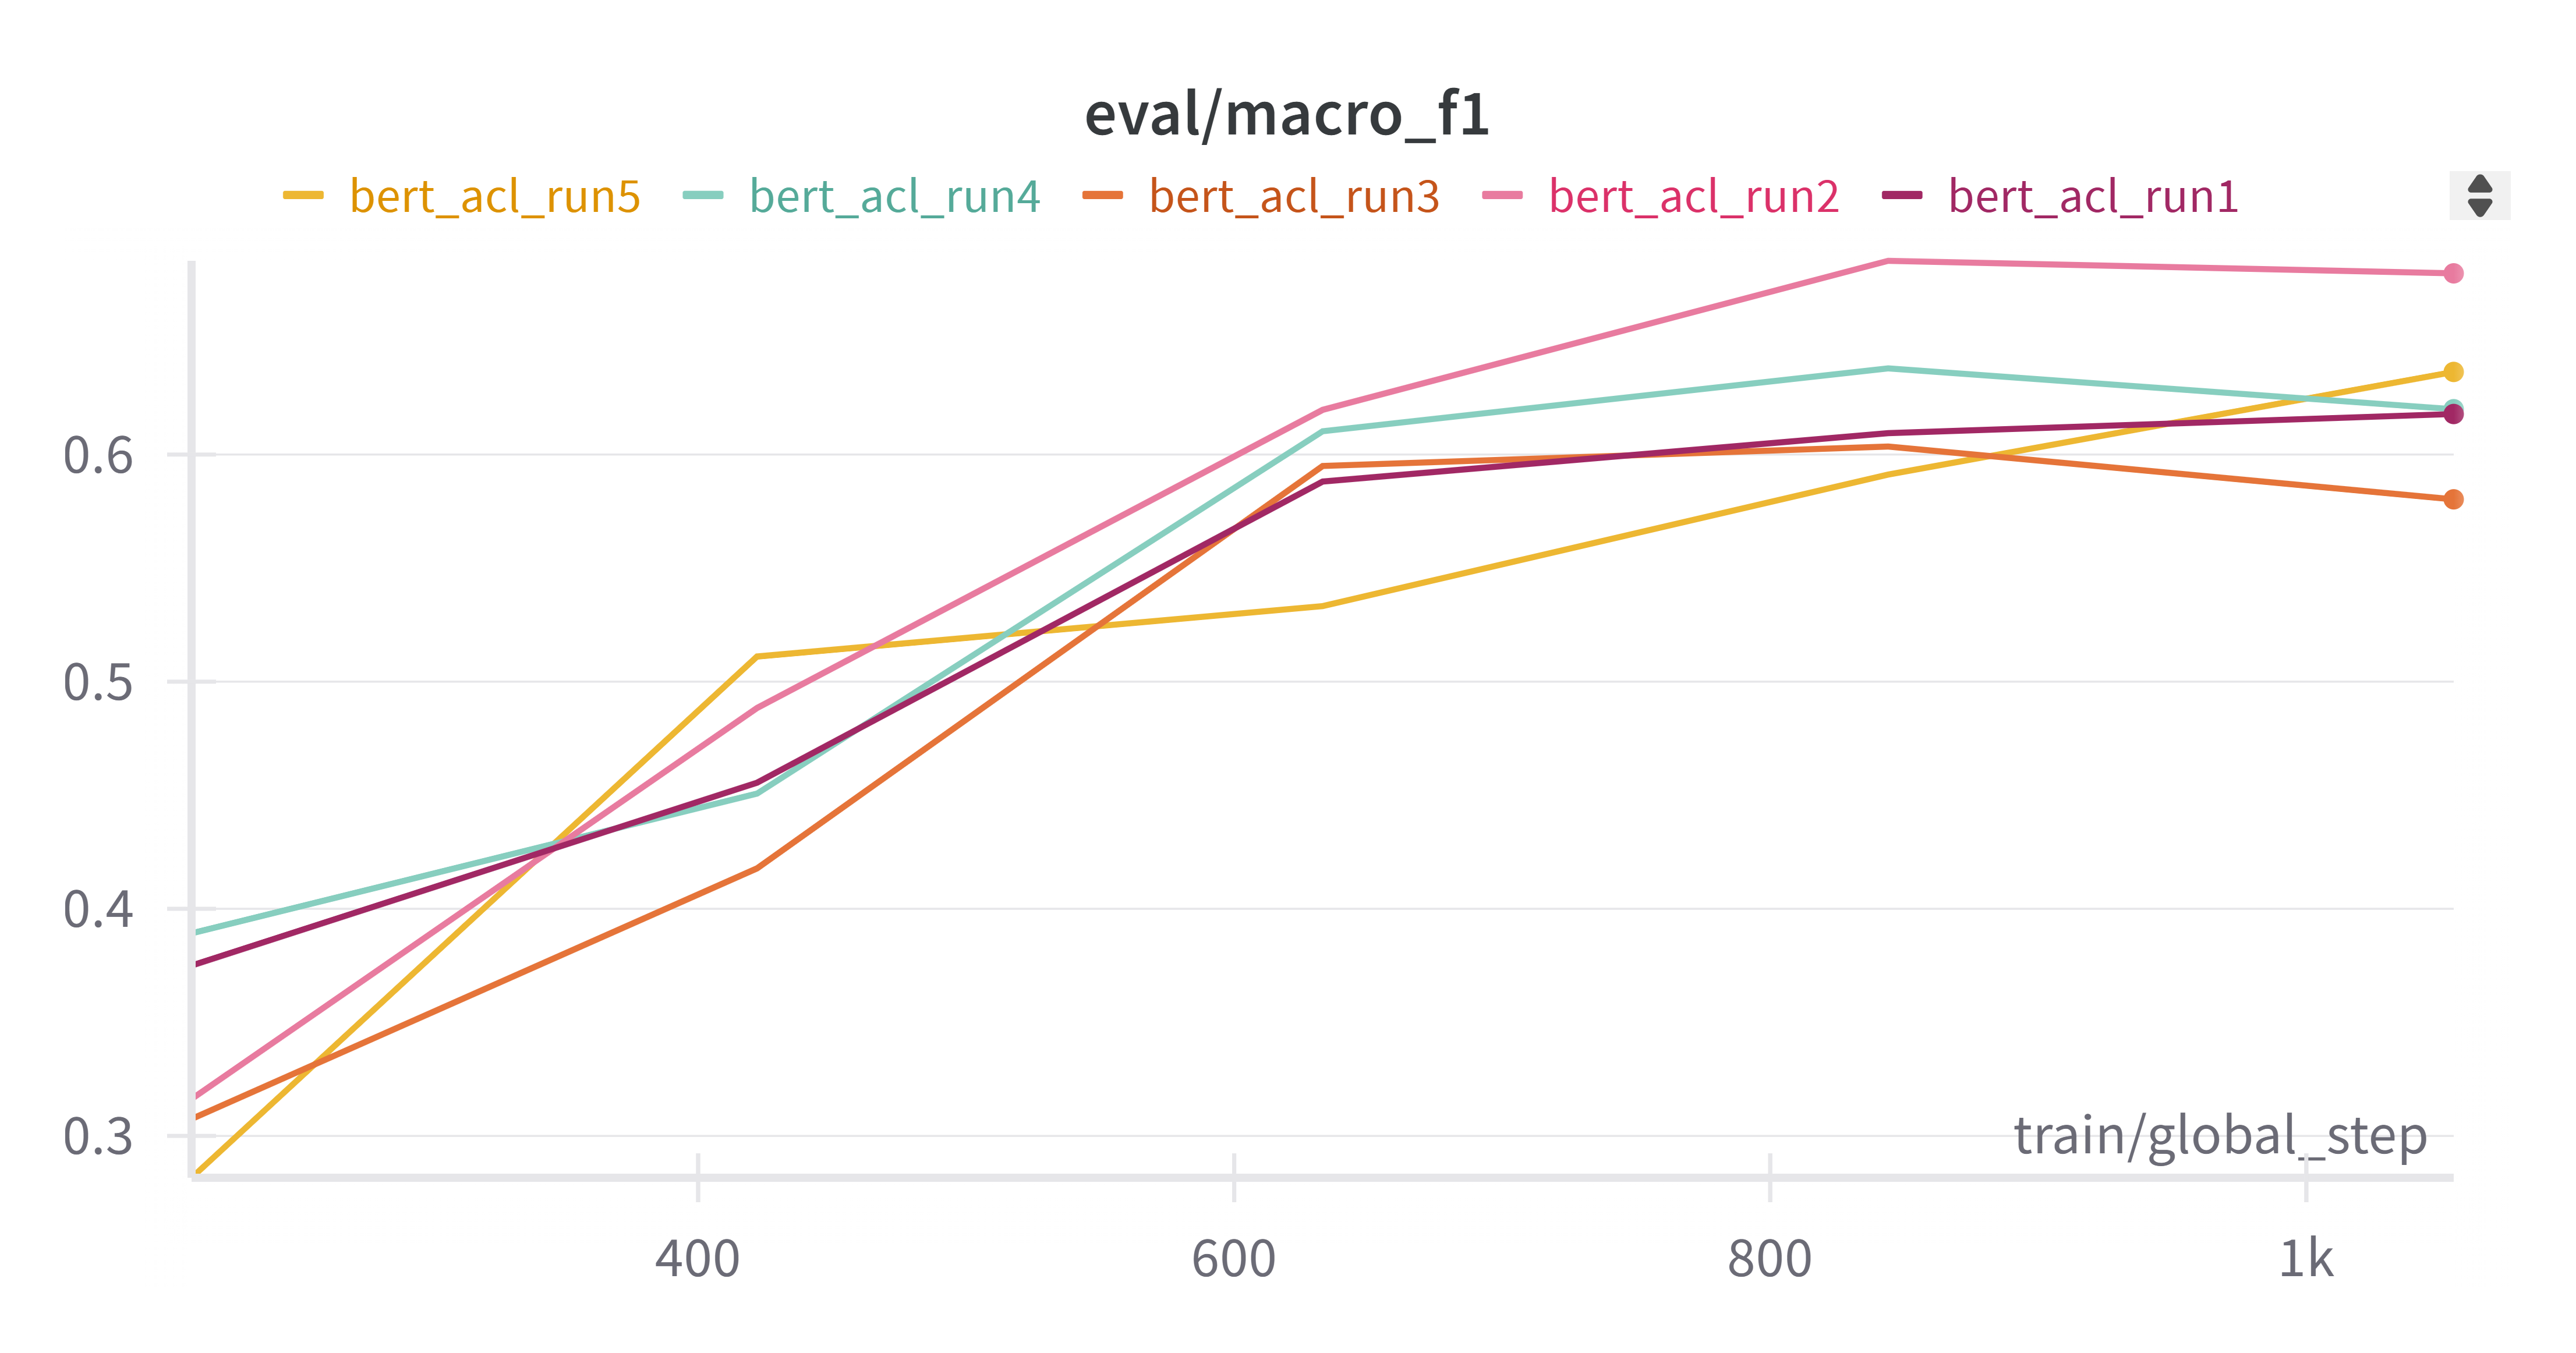 eval/macro_f1
bert_acl_run5 bert_acl_run4 bert_acl_run3 bert_acl_run2 bert_acl_run1
0.6
0.5
0.4
0.3
train/global_step
400 600 800 1k